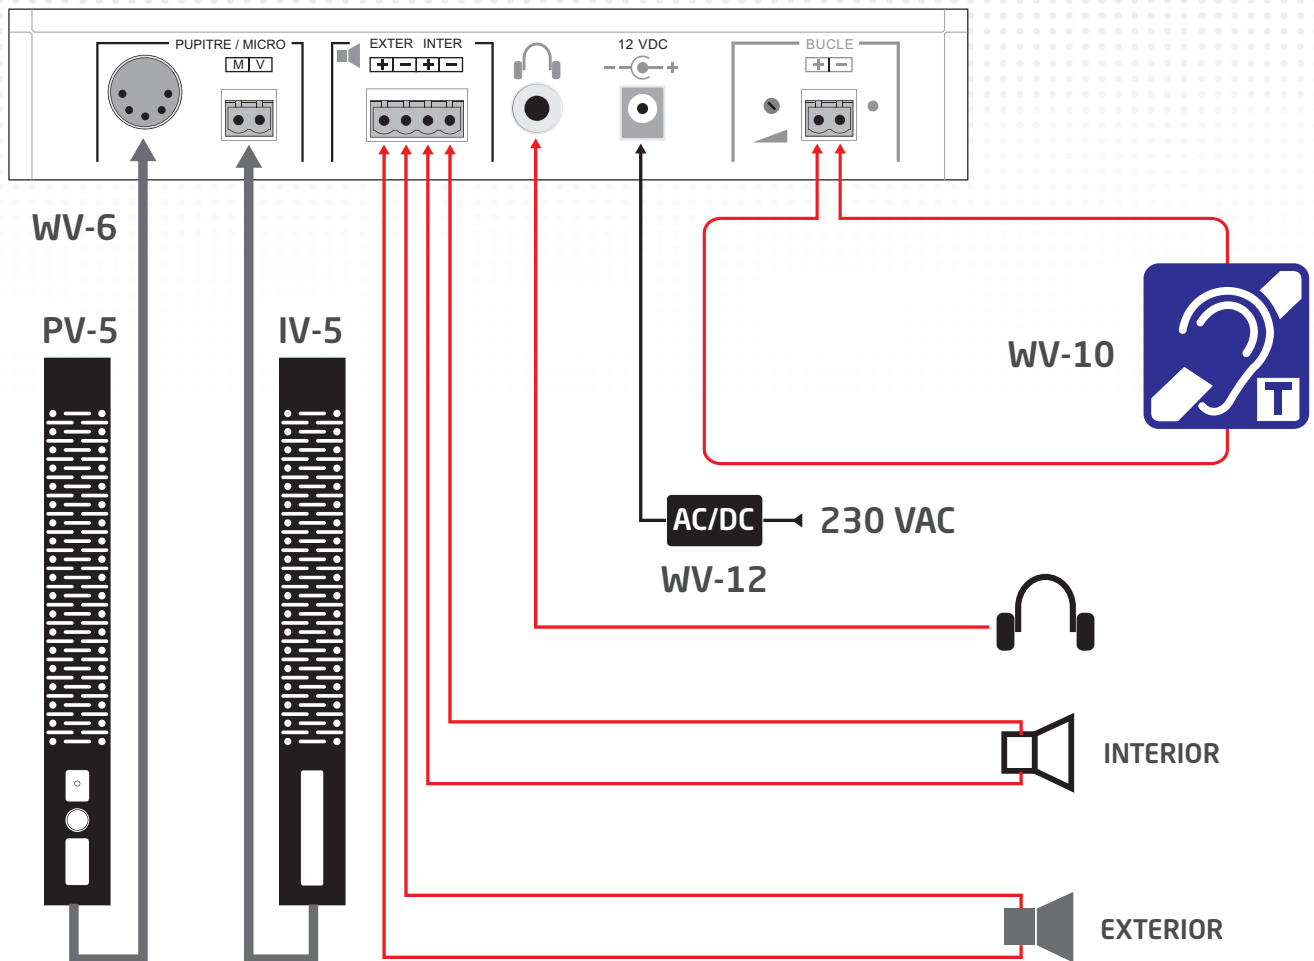 PUPITRE / MICRO
M V
EXTER INTER
+ - + -
12 VDC
- +
BUCLE
+ -
WV-6
PV-5
IV-5
WV-10
T
AC/DC
230 VAC
WV-12
INTERIOR
EXTERIOR